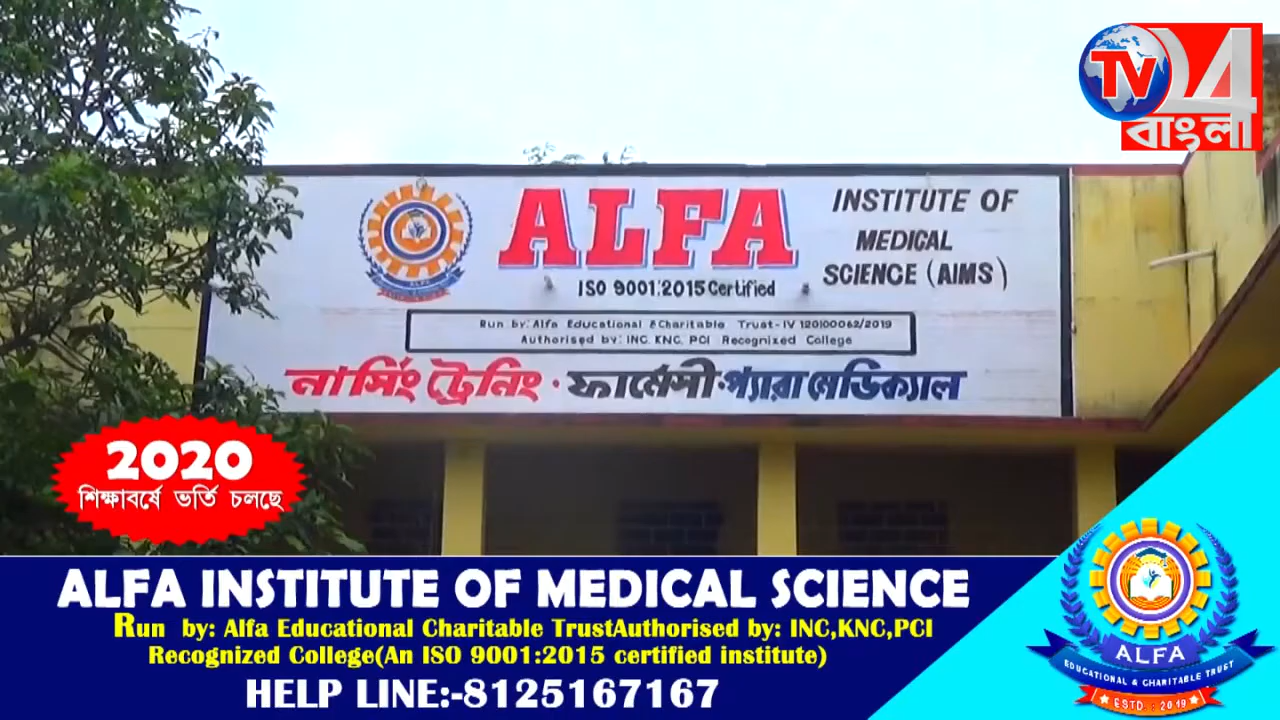 TV 24
বাংলা
ALFA
INSTITUTE OF
MEDICAL
SCIENCE (AIMS)
ISO 9001:2015 Certified
Run by: Alfa Educational & Charitable Trust-IV 120100062/2019
Authorised by: INC, KNC, PCI Recognized College
নার্সিং ট্রেনিং · ফার্মেসী · প্যারা মেডিক্যাল
ALFA
2020
শিক্ষাবর্ষে ভর্তি চলছে
ALFA INSTITUTE OF MEDICAL SCIENCE
Run by: Alfa Educational Charitable TrustAuthorised by: INC,KNC,PCI
Recognized College(An ISO 9001:2015 certified institute)
HELP LINE:-8125167167
ALFA
EDUCATIONAL & CHARITABLE TRUST
ESTD. : 2019